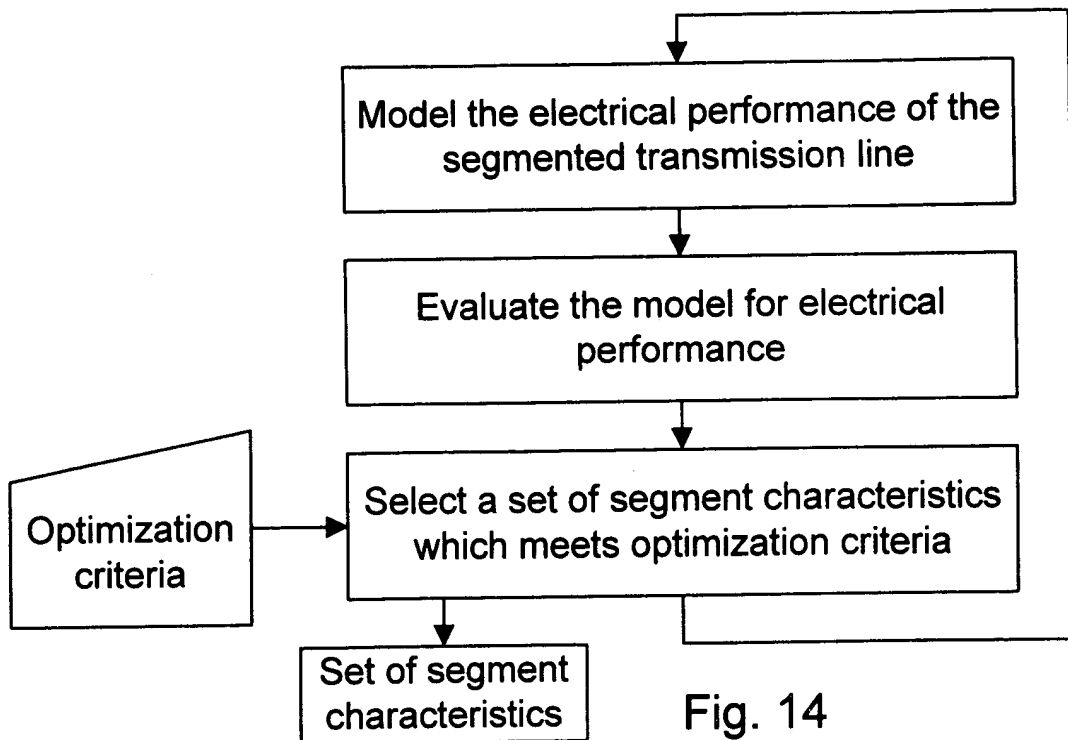 Model the electrical performance of the
segmented transmission line
Evaluate the model for electrical
performance
Optimization
criteria
Select a set of segment characteristics
which meets optimization criteria
Set of segment
characteristics
Fig. 14